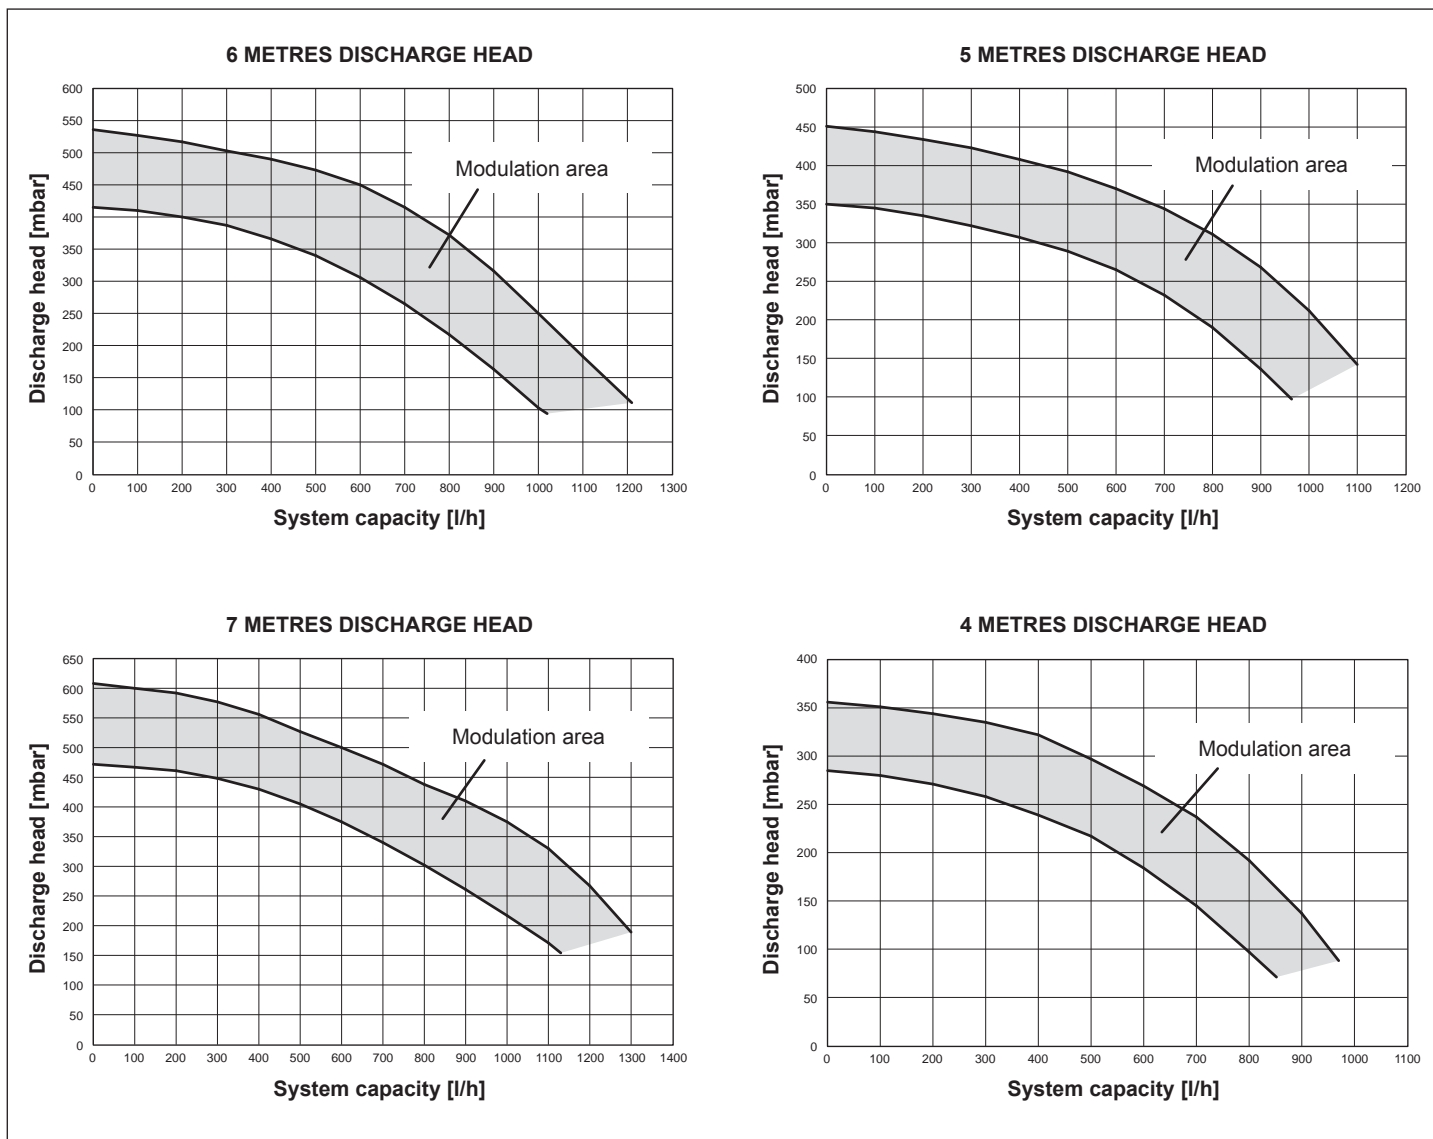 6 METRES DISCHARGE HEAD
Discharge head [mbar]
600
550
500
450
400
350
300
250
200
150
100
50
0
Modulation area
0 100 200 300 400 500 600 700 800 900 1000 1100 1200 1300
System capacity [l/h]
5 METRES DISCHARGE HEAD
Discharge head [mbar]
500
450
400
350
300
250
200
150
100
50
0
Modulation area
0 100 200 300 400 500 600 700 800 900 1000 1100 1200
System capacity [l/h]
7 METRES DISCHARGE HEAD
Discharge head [mbar]
650
600
550
500
450
400
350
300
250
200
150
100
50
0
Modulation area
0 100 200 300 400 500 600 700 800 900 1000 1100 1200 1300 1400
System capacity [l/h]
4 METRES DISCHARGE HEAD
Discharge head [mbar]
400
350
300
250
200
150
100
50
0
Modulation area
0 100 200 300 400 500 600 700 800 900 1000 1100
System capacity [l/h]